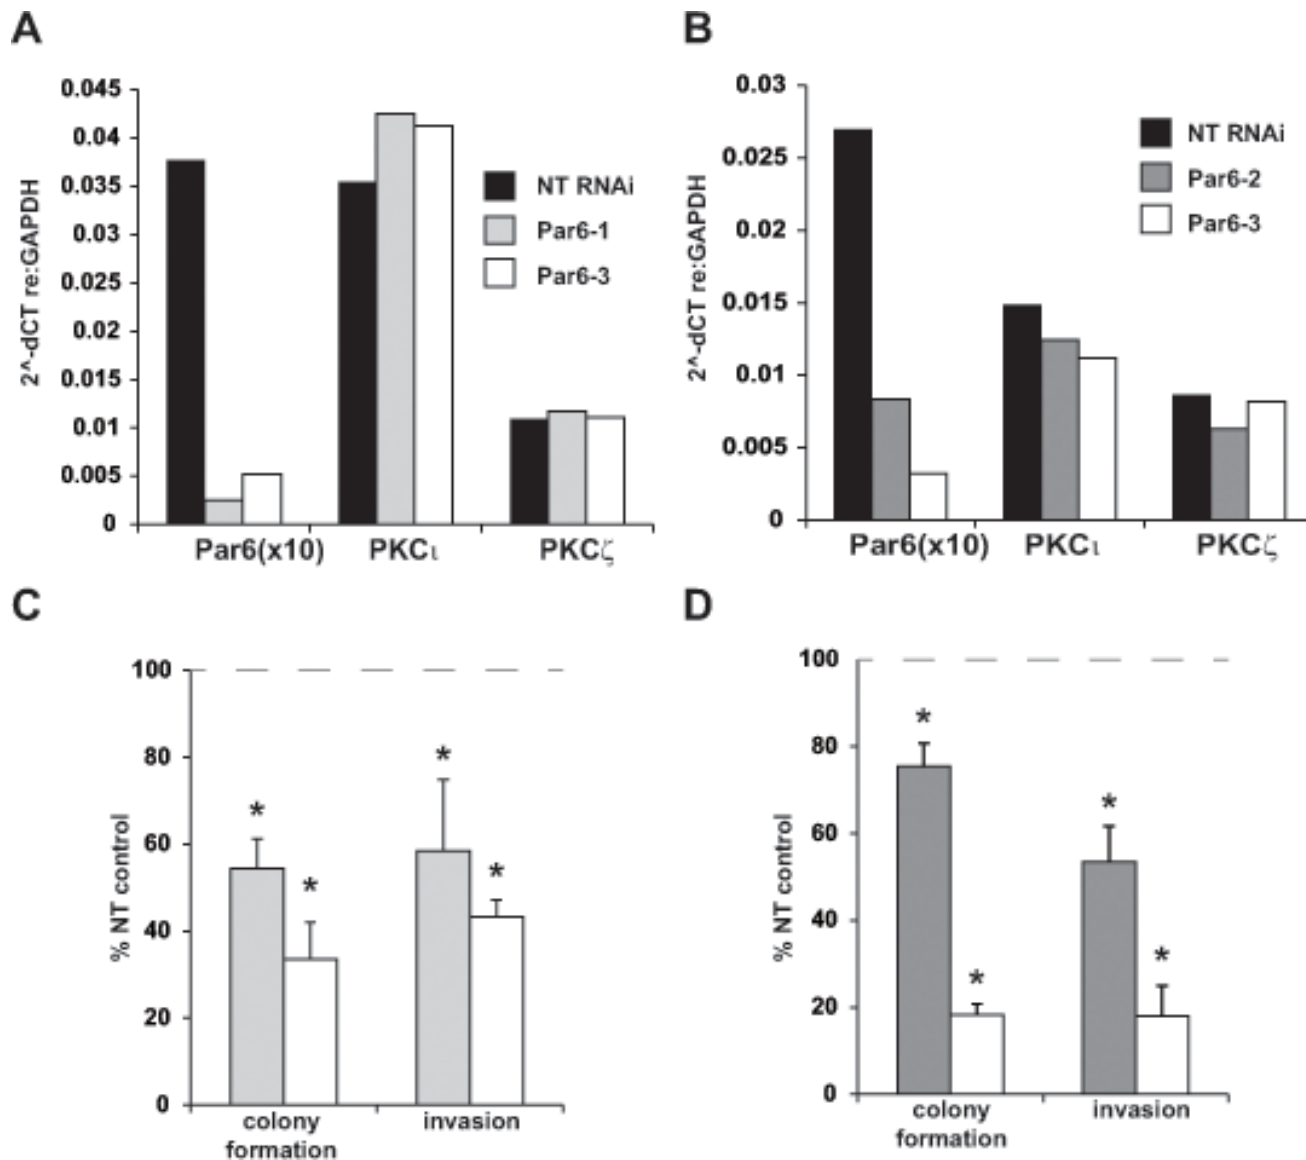 A
0.045
0.04
0.035
0.03
0.025
0.02
0.015
0.01
0.005
0
2^-dCT re:GAPDH
NT RNAi
Par6-1
Par6-3
Par6(x10) PKCι PKCζ
B
0.03
0.025
0.02
0.015
0.01
0.005
0
2^-dCT re:GAPDH
NT RNAi
Par6-2
Par6-3
Par6(x10) PKCι PKCζ
C
100
80
60
40
20
0
% NT control
*
*
*
*
colony invasion
formation
D
100
80
60
40
20
0
% NT control
*
*
*
*
colony invasion
formation